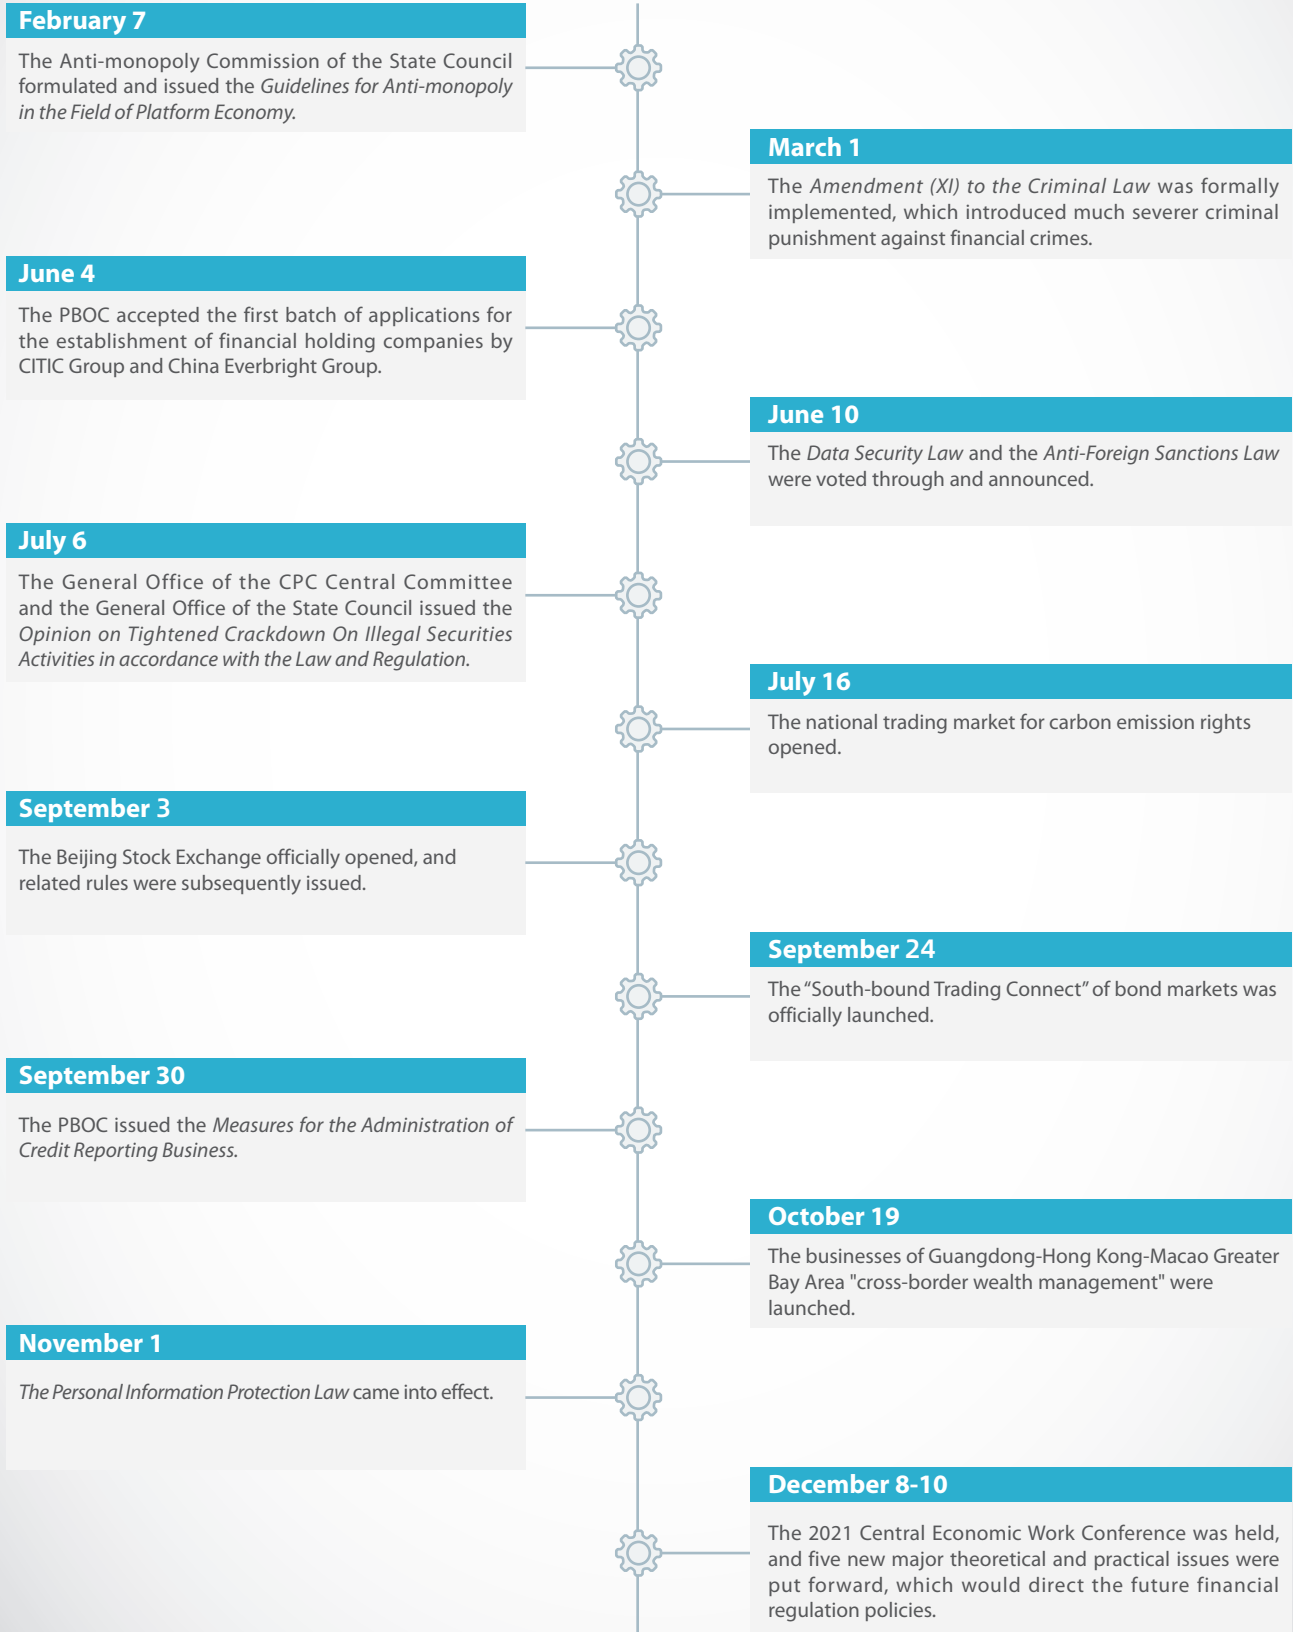 February 7
The Anti-monopoly Commission of the State Council
formulated and issued the Guidelines for Anti-monopoly
in the Field of Platform Economy.
March 1
The Amendment (XI) to the Criminal Law was formally
implemented, which introduced much severer criminal
punishment against financial crimes.
June 4
The PBOC accepted the first batch of applications for
the establishment of financial holding companies by
CITIC Group and China Everbright Group.
June 10
The Data Security Law and the Anti-Foreign Sanctions Law
were voted through and announced.
July 6
The General Office of the CPC Central Committee
and the General Office of the State Council issued the
Opinion on Tightened Crackdown On Illegal Securities
Activities in accordance with the Law and Regulation.
July 16
The national trading market for carbon emission rights
opened.
September 3
The Beijing Stock Exchange officially opened, and
related rules were subsequently issued.
September 24
The “South-bound Trading Connect” of bond markets was
officially launched.
September 30
The PBOC issued the Measures for the Administration of
Credit Reporting Business.
October 19
The businesses of Guangdong-Hong Kong-Macao Greater
Bay Area "cross-border wealth management" were
launched.
November 1
The Personal Information Protection Law came into effect.
December 8-10
The 2021 Central Economic Work Conference was held,
and five new major theoretical and practical issues were
put forward, which would direct the future financial
regulation policies.